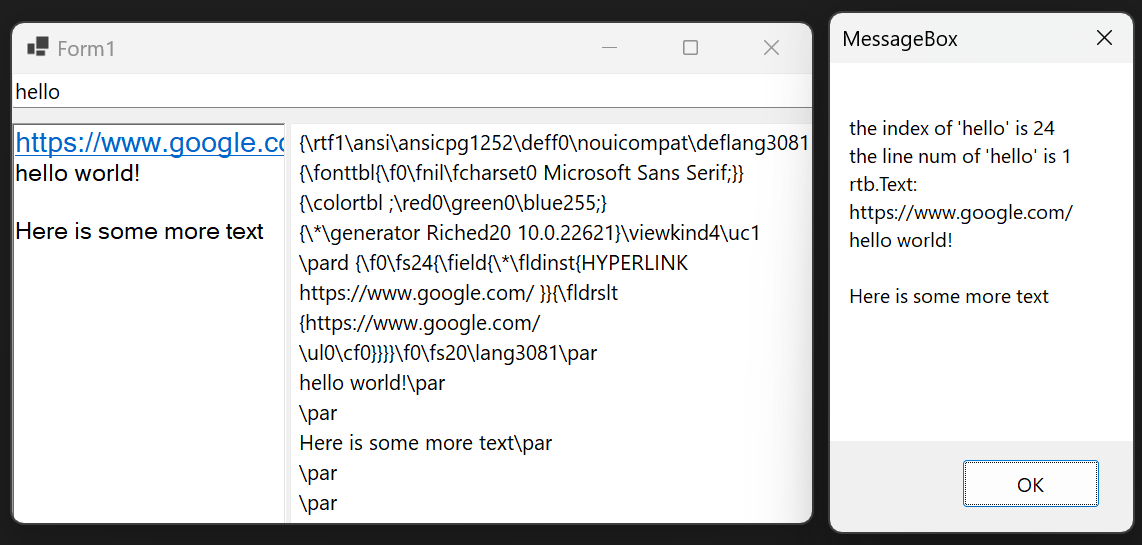 Form1
hello
https://www.google.c
hello world!
Here is some more text
{\rtf1\ansi\ansicpg1252\deff0\nouicompat\deflang3081
{\fonttbl{\f0\fnil\fcharset0 Microsoft Sans Serif;}}
{\colortbl ;\red0\green0\blue255;}
{\*\generator Riched20 10.0.22621}\viewkind4\uc1
\pard {\f0\fs24{\field{\*\fldinst{HYPERLINK
https://www.google.com/ }}{\fldrslt
{https://www.google.com/
\ul0\cf0}}}}\f0\fs20\lang3081\par
hello world!\par
\par
Here is some more text\par
\par
\par
MessageBox
the index of 'hello' is 24
the line num of 'hello' is 1
rtb.Text:
https://www.google.com/
hello world!
Here is some more text
OK